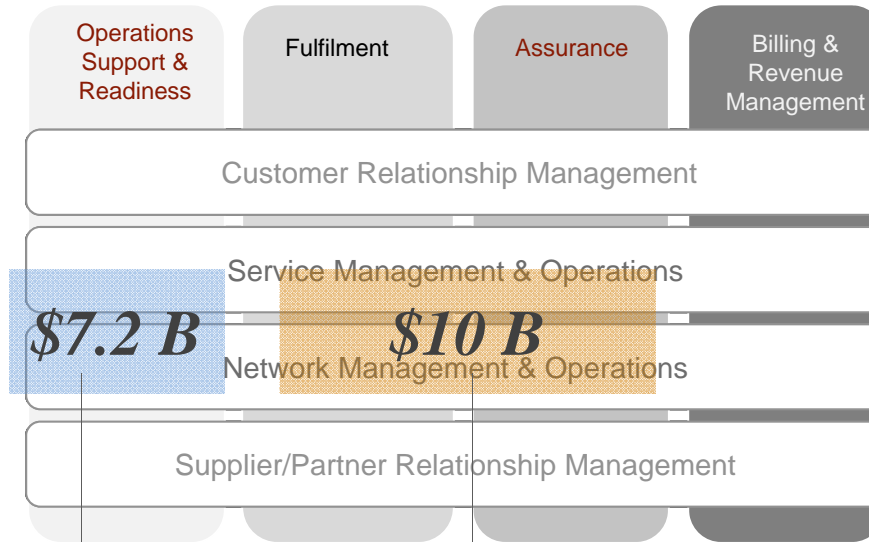 Operations
Support &
Readiness
Fulfilment
Assurance
Billing &
Revenue
Management
Customer Relationship Management
Service Management & Operations
$7.2 B
$10 B
Network Management & Operations
Supplier/Partner Relationship Management